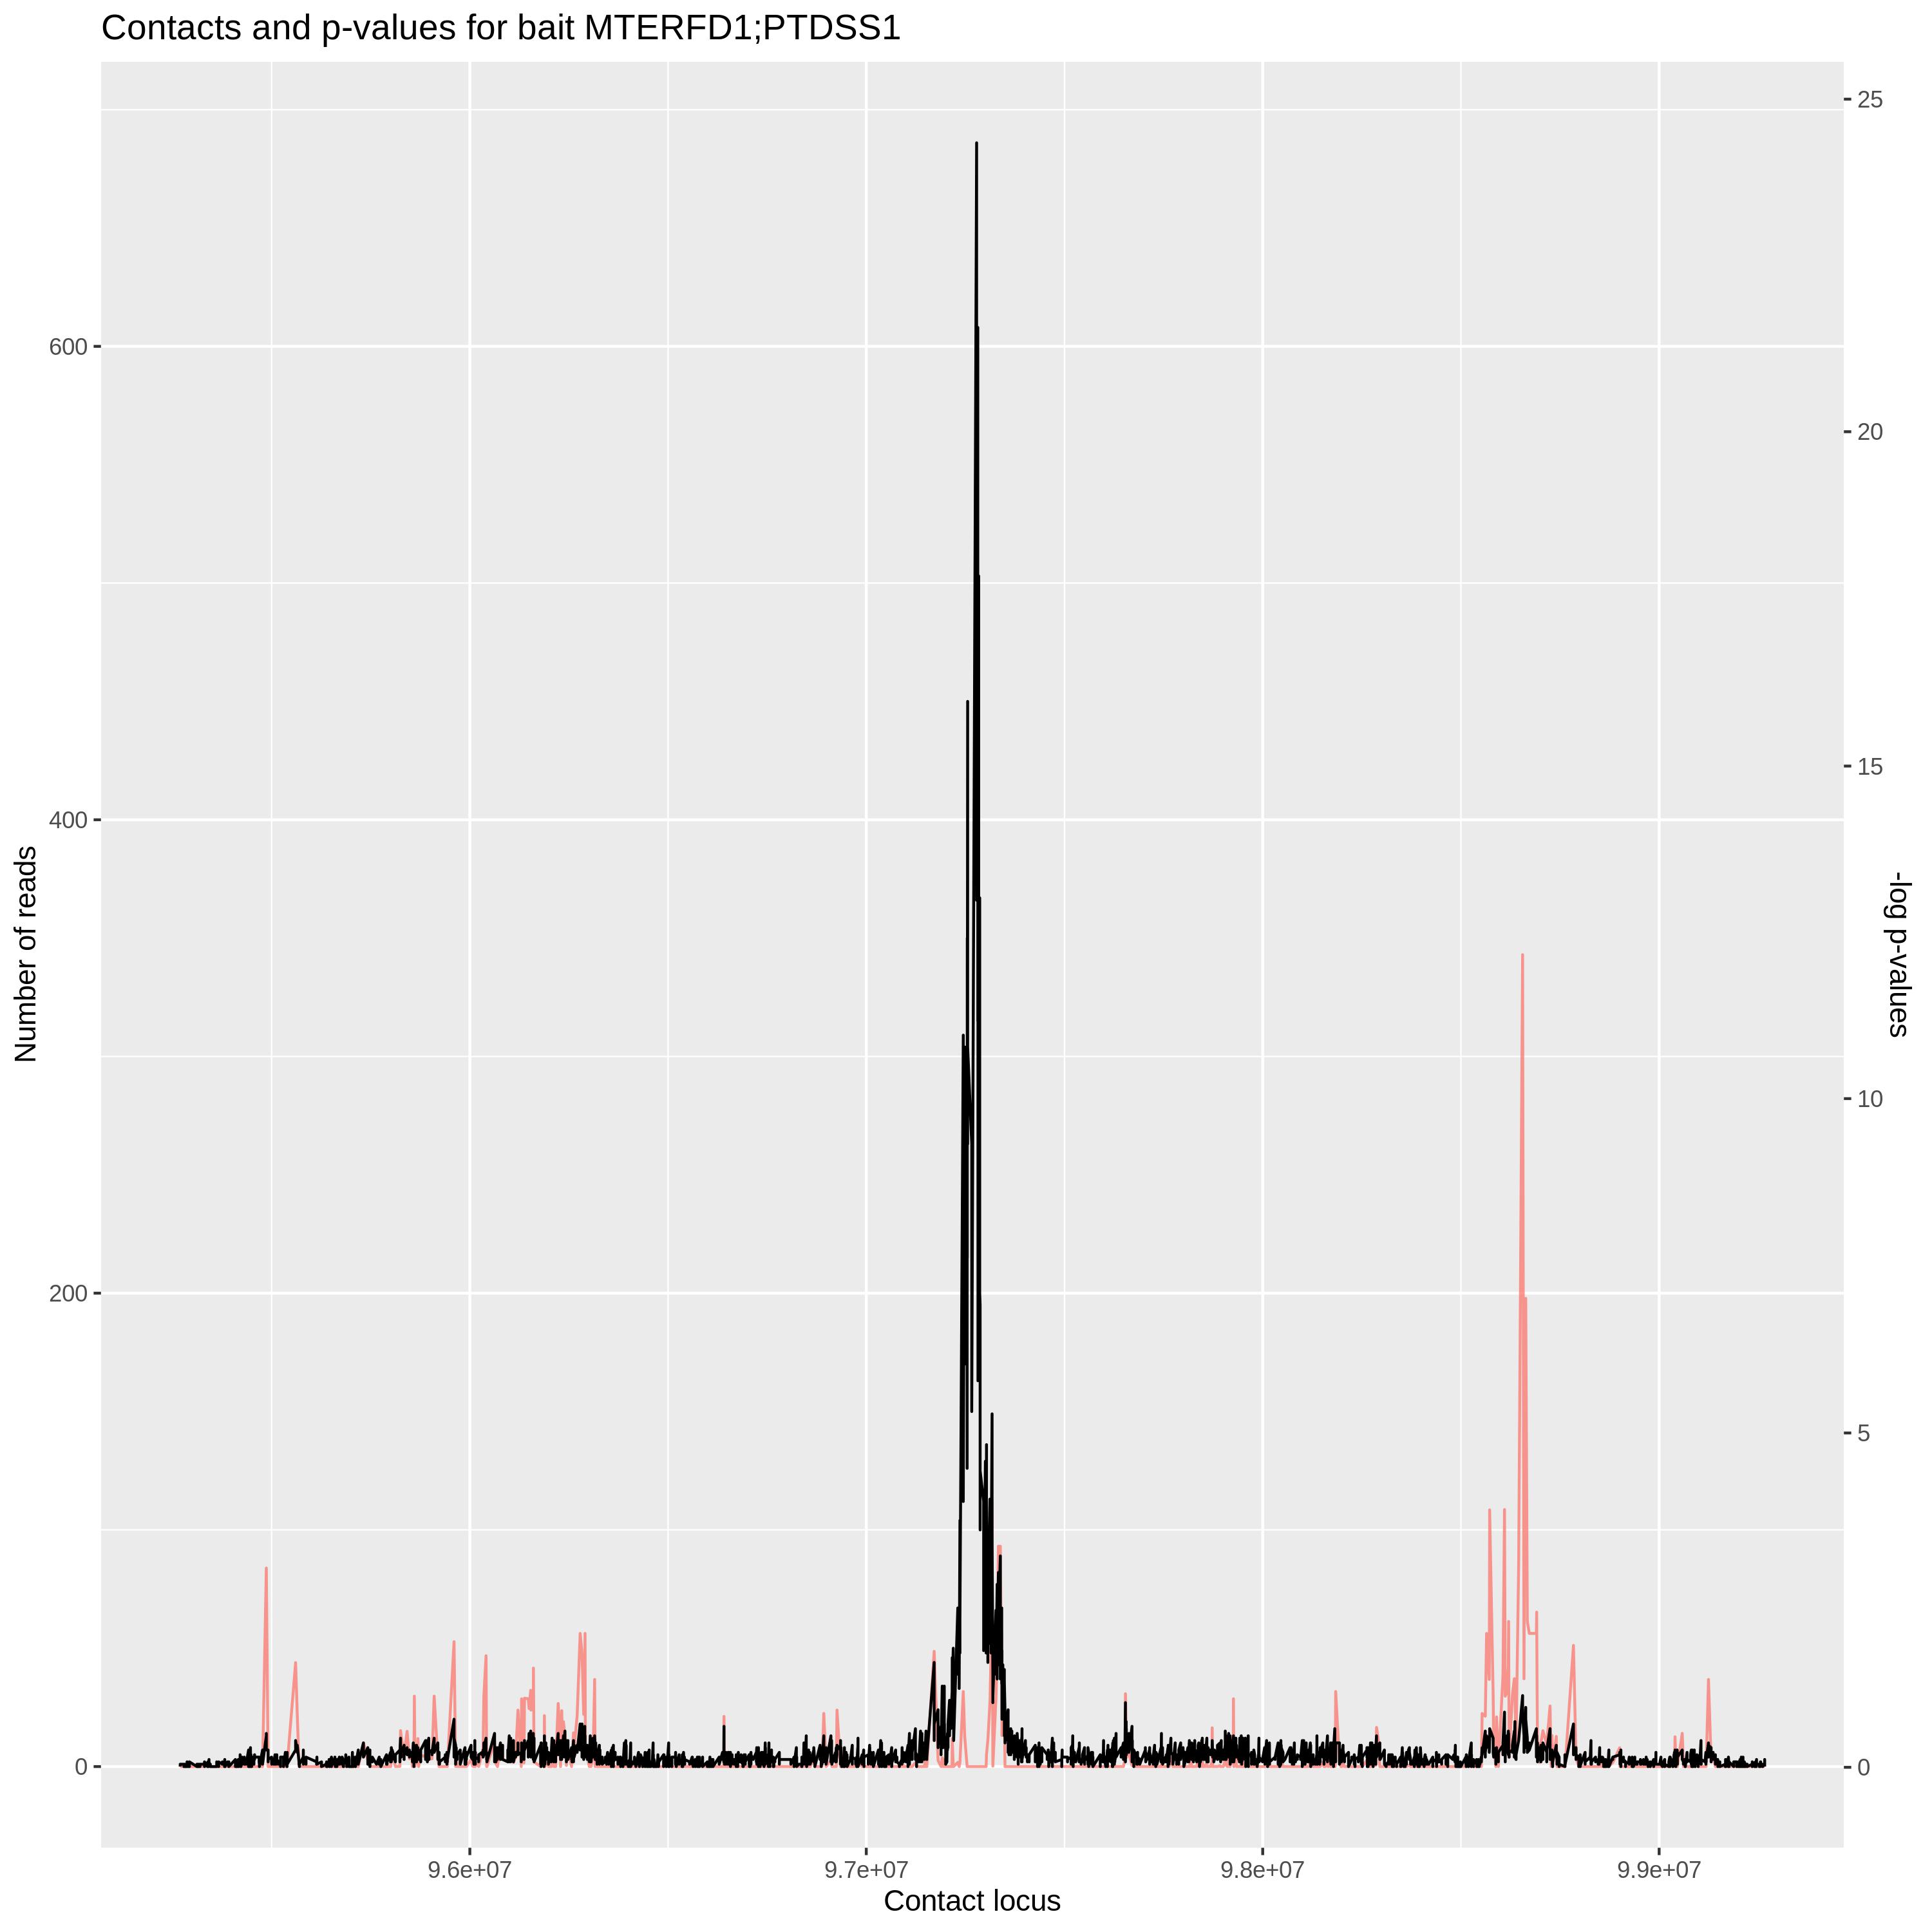 Contacts and p-values for bait MTERFD1;PTDSS1
25
600
20
15
400
Number of reads
-log p-values
10
200
5
0
0
9.6e+07
9.7e+07
9.8e+07
9.9e+07
Contact locus